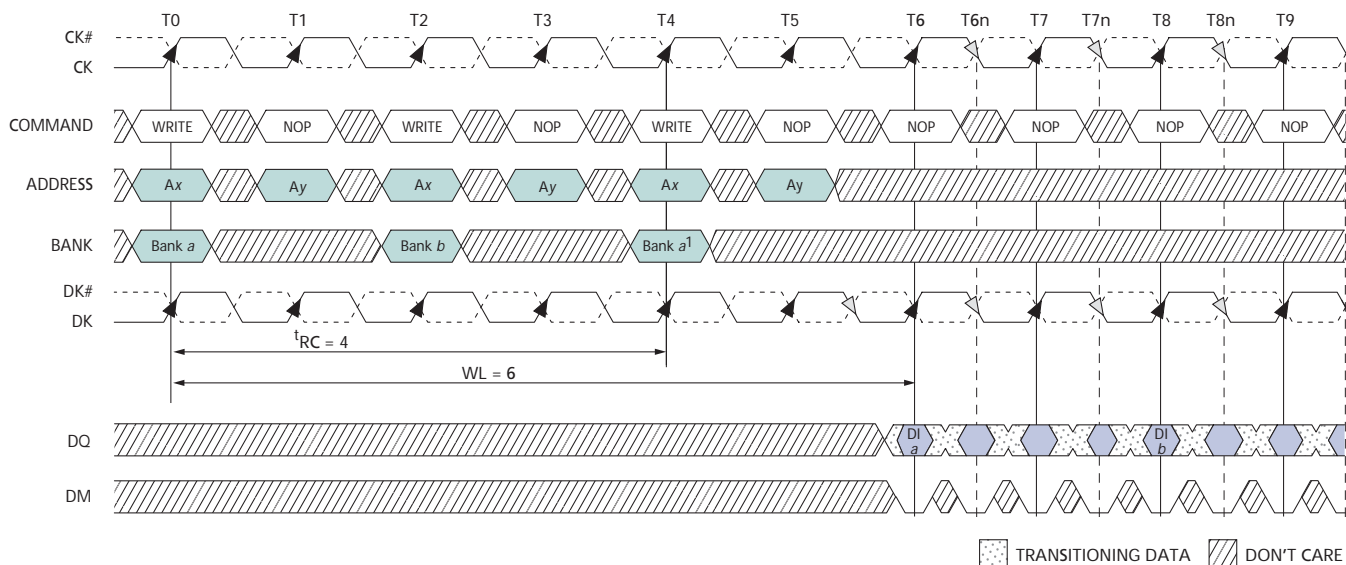 T0 T1 T2 T3 T4 T5 T6 T6n T7 T7n T8 T8n T9
CK#
CK
COMMAND WRITE NOP WRITE NOP WRITE NOP NOP NOP NOP NOP
ADDRESS Ax Ay Ax Ay Ax Ay
BANK Bank a Bank b Bank a1
DK#
DK
tRC = 4
WL = 6
DQ DI a DI b
DM
TRANSITIONING DATA DON'T CARE